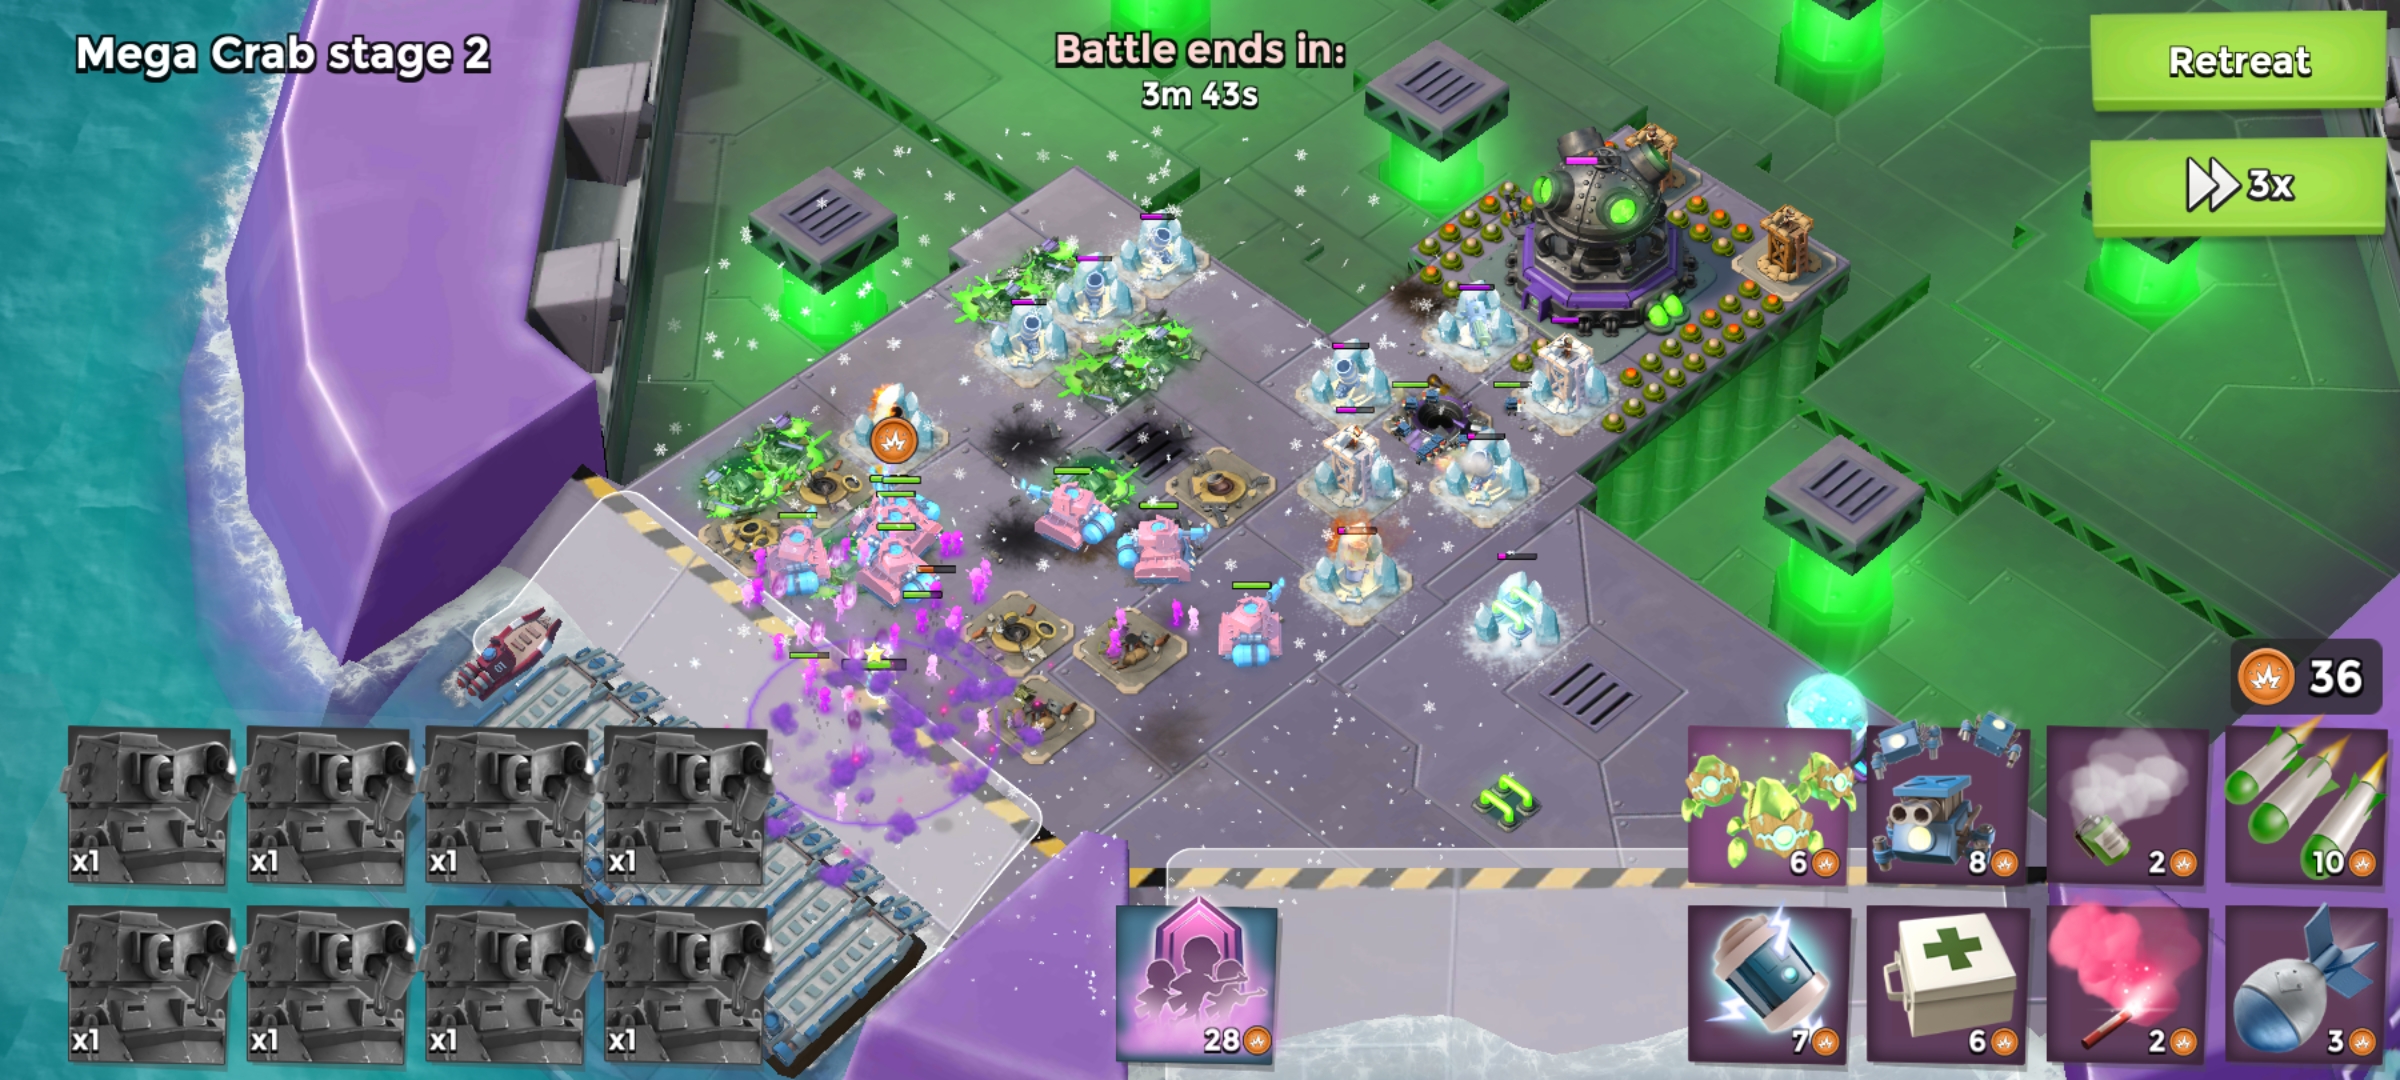 Mega Crab stage 2
Battle ends in:
3m 43s
Retreat
3x
36
x1 x1 x1 x1
6 8 2 10
x1 x1 x1 x1
28
7 6 2 3